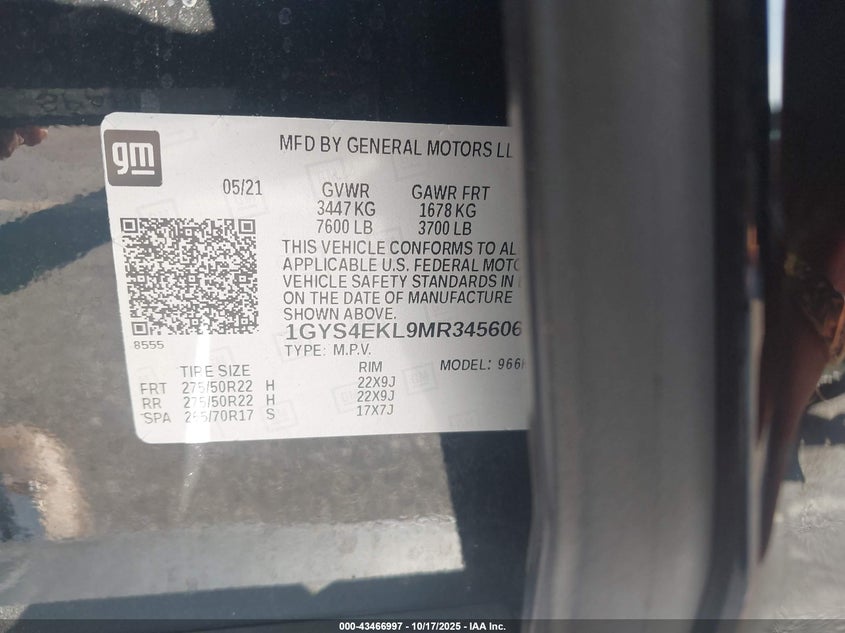 gm
MFD BY GENERAL MOTORS LL
05/21
GVWR
GAWR FRT
3447 KG
1678 KG
7600 LB
3700 LB
THIS VEHICLE CONFORMS TO AL
APPLICABLE U.S. FEDERAL MOTO
VEHICLE SAFETY STANDARDS IN
ON THE DATE OF MANUFACTURE
SHOWN ABOVE.
1GYS4EKL9MR345606
8555
TYPE: M.P.V.
TIRE SIZE
RIM
MODEL: 966
FRT 275/50R22 H 22X9J
RR 275/50R22 H 22X9J
SPA 265/70R17 S 17X7J
000-43466997 - 10/17/2025 - IAA Inc.